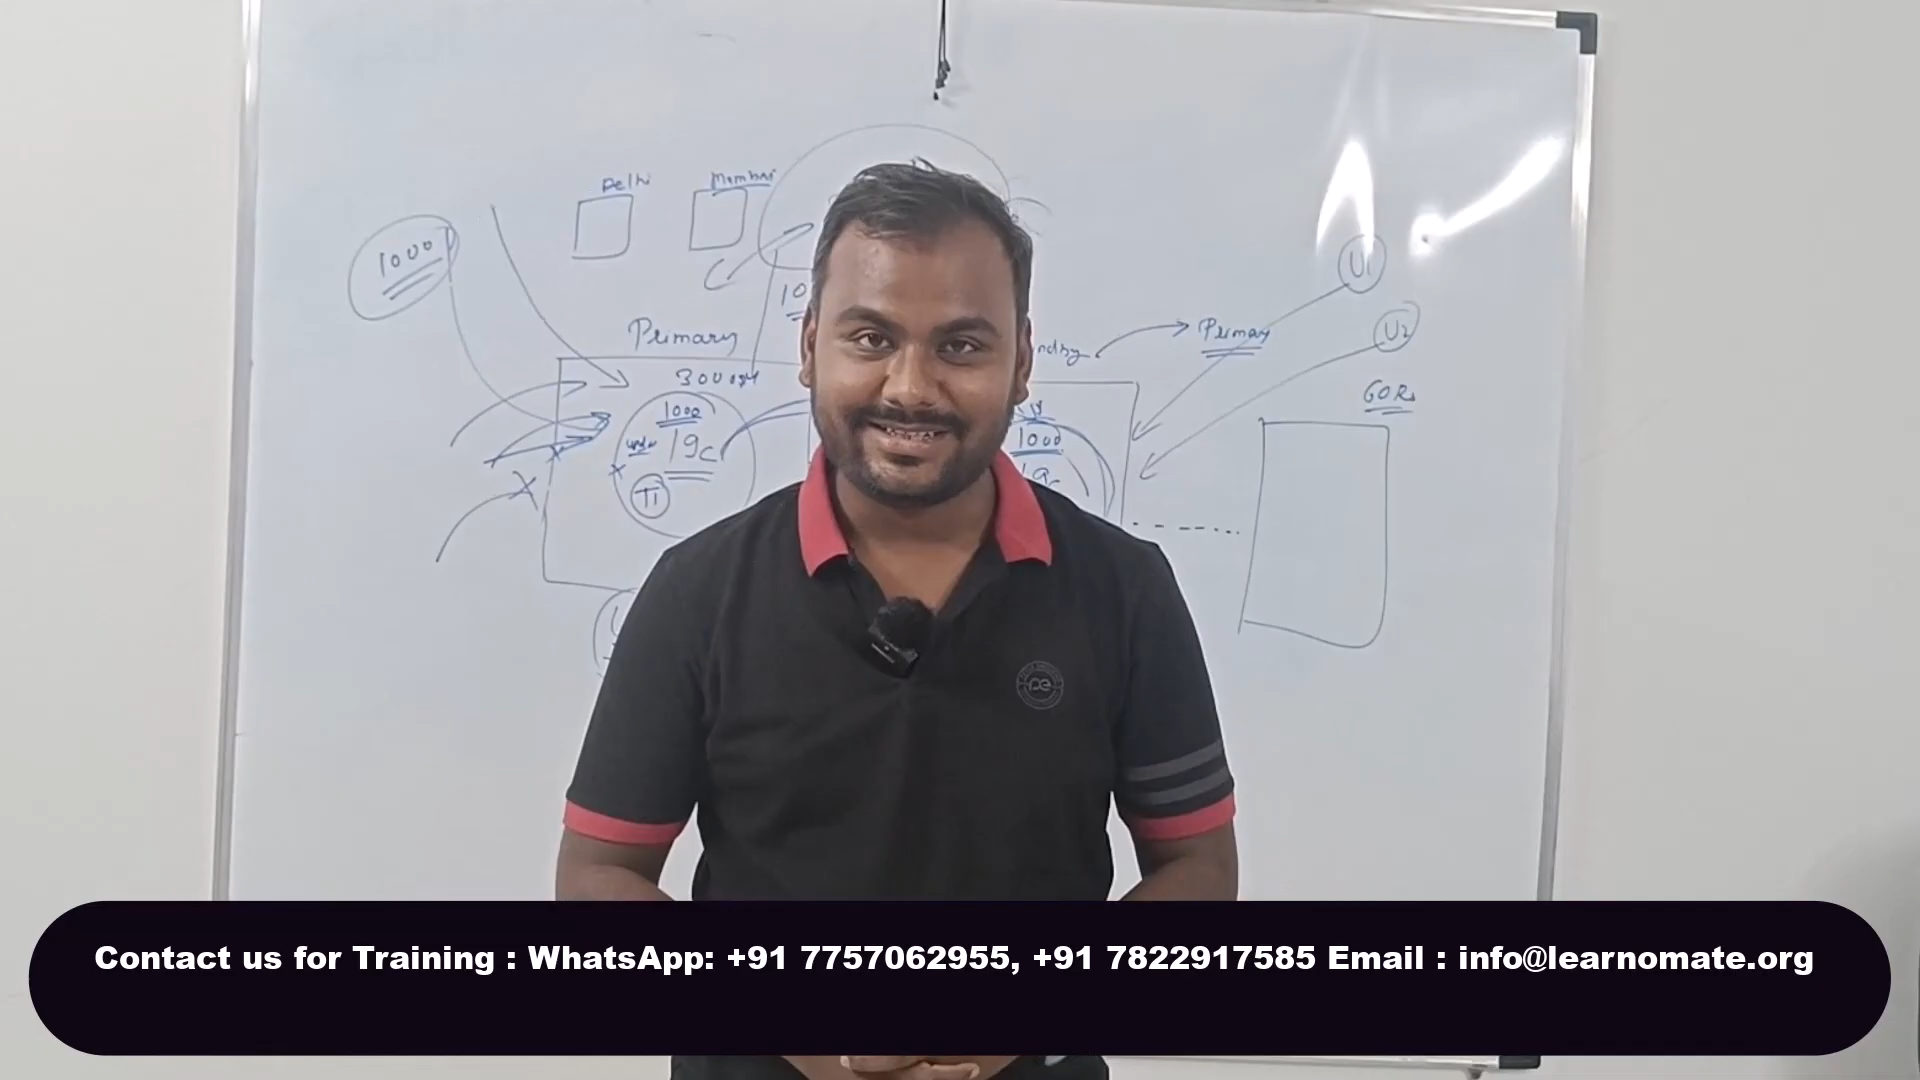 Delhi
Mumbai
1000
10
Primary
Primary
U1
U2
300
1000
19c
T1
1000
Contact us for Training : WhatsApp: +91 7757062955, +91 7822917585 Email : info@learnomate.org